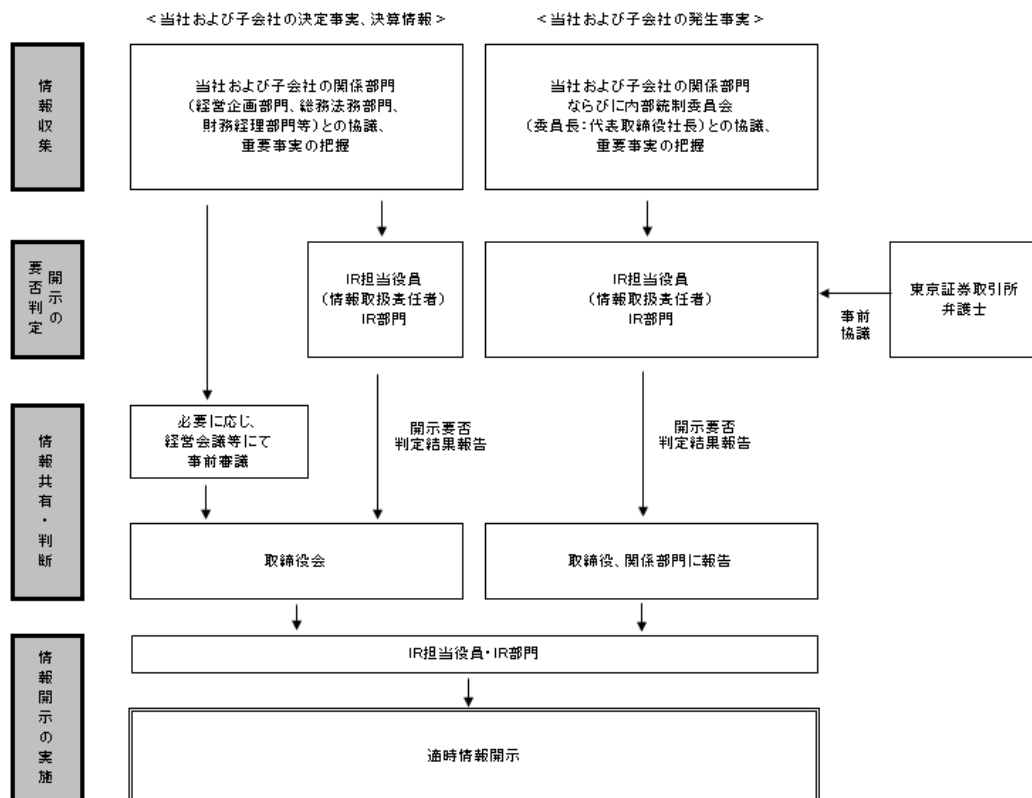 ＜当社および子会社の決定事実、決算情報＞
＜当社および子会社の発生事実＞
情報収集
当社および子会社の関係部門
（経営企画部門、総務法務部門、
財務経理部門等）との協議、
重要事実の把握
当社および子会社の関係部門
ならびに内部統制委員会
（委員長：代表取締役社長）との協議、
重要事実の把握
開示の
要否判定
IR担当役員
（情報取扱責任者）
IR部門
IR担当役員
（情報取扱責任者）
IR部門
事前
協議
東京証券取引所
弁護士
情報共有・判断
必要に応じ、
経営会議等にて
事前審議
開示要否
判定結果報告
開示要否
判定結果報告
取締役会
取締役、関係部門に報告
情報開示の実施
IR担当役員・IR部門
適時情報開示